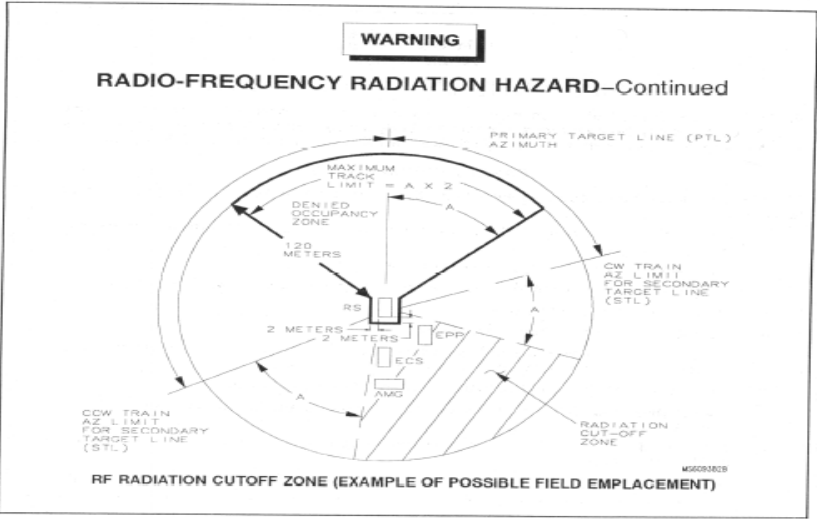 WARNING
RADIO-FREQUENCY RADIATION HAZARD–Continued
PRIMARY TARGET LINE (PTL)
AZIMUTH
MAXIMUM
TRACK
LIMIT = A X 2
A
DENIED
OCCUPANCY
ZONE
120
METERS
CW TRAIN
AZ LIMIT
FOR SECONDARY
TARGET LINE
(STL)
RS
A
2 METERS
2 METERS
EPP
ECS
AMG
A
CCW TRAIN
AZ LIMIT
FOR SECONDARY
TARGET LINE
(STL)
RADIATION
CUT-OFF
ZONE
MS609382B
RF RADIATION CUTOFF ZONE (EXAMPLE OF POSSIBLE FIELD EMPLACEMENT)